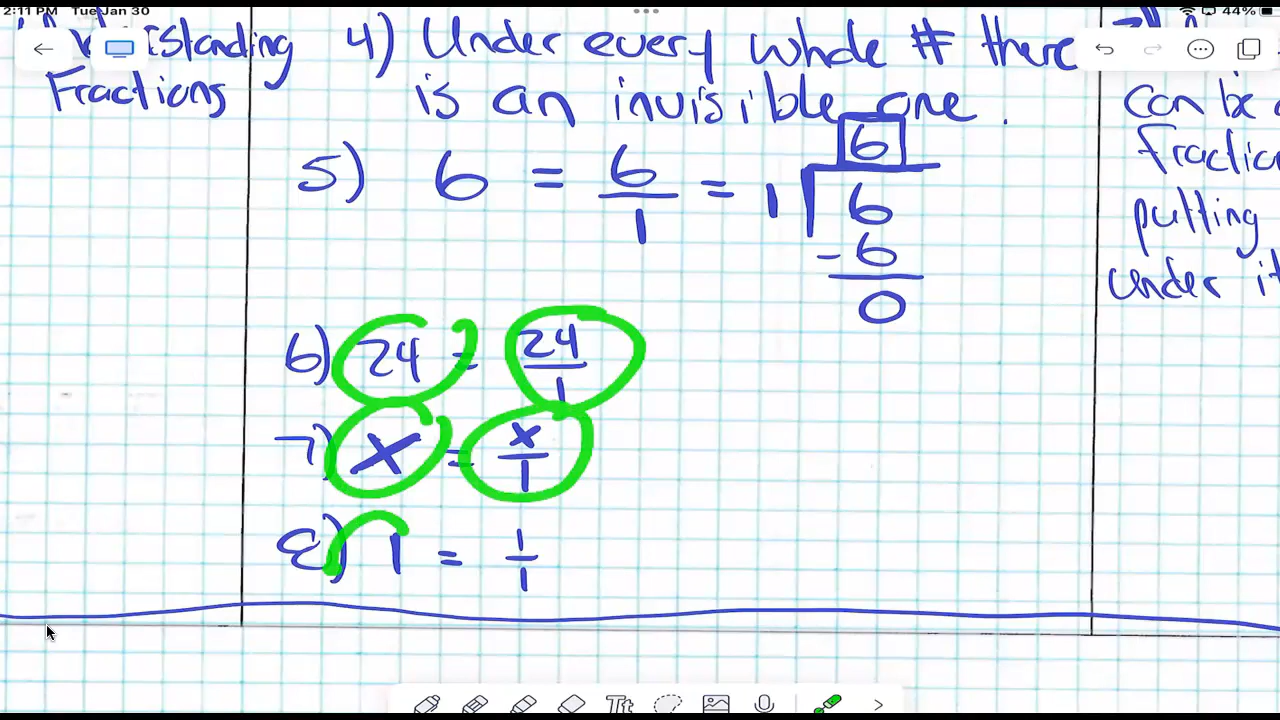 2:11 PM Tue Jan 30
44%
Fractions
4) Under every whole # there
is an invisible one.
5) 6 = 6/1 = 1
6
6
-6
0
6) 24 = 24/1
7) x = x/1
8) 1 = 1/1
can be
putting
under
Tt